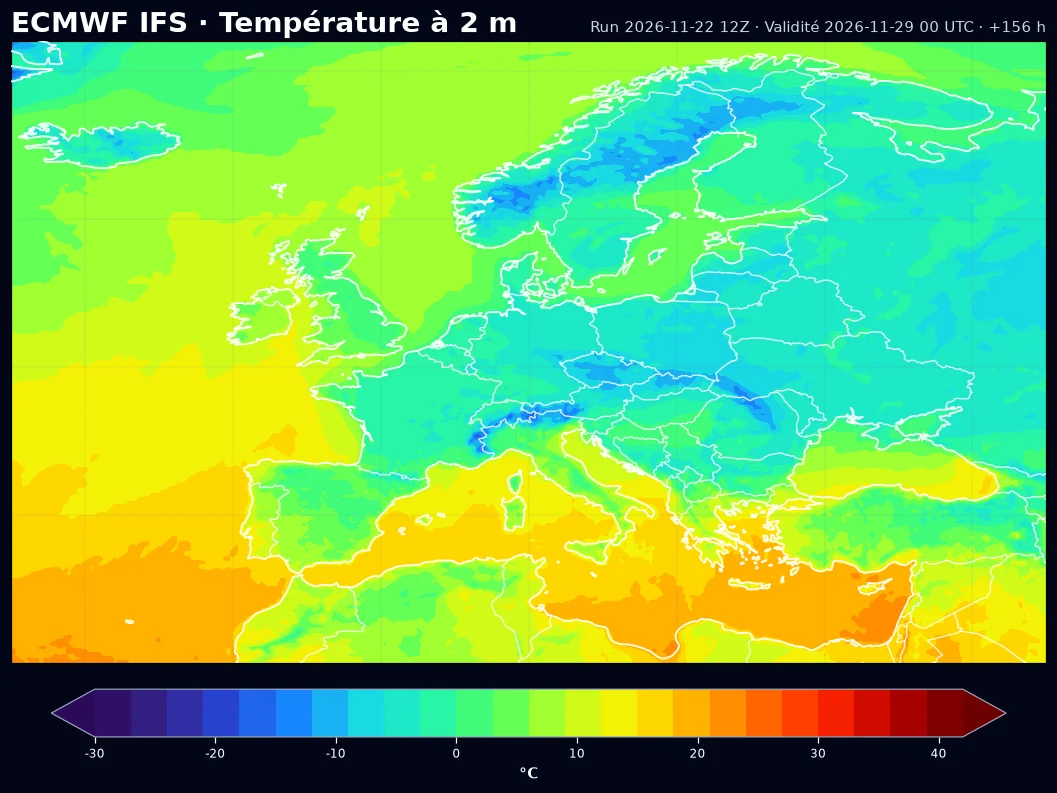 ECMWF IFS · Température à 2 m
Run 2026-11-22 12Z · Validité 2026-11-29 00 UTC · +156 h
-30 -20 -10 0 10 20 30 40
°C